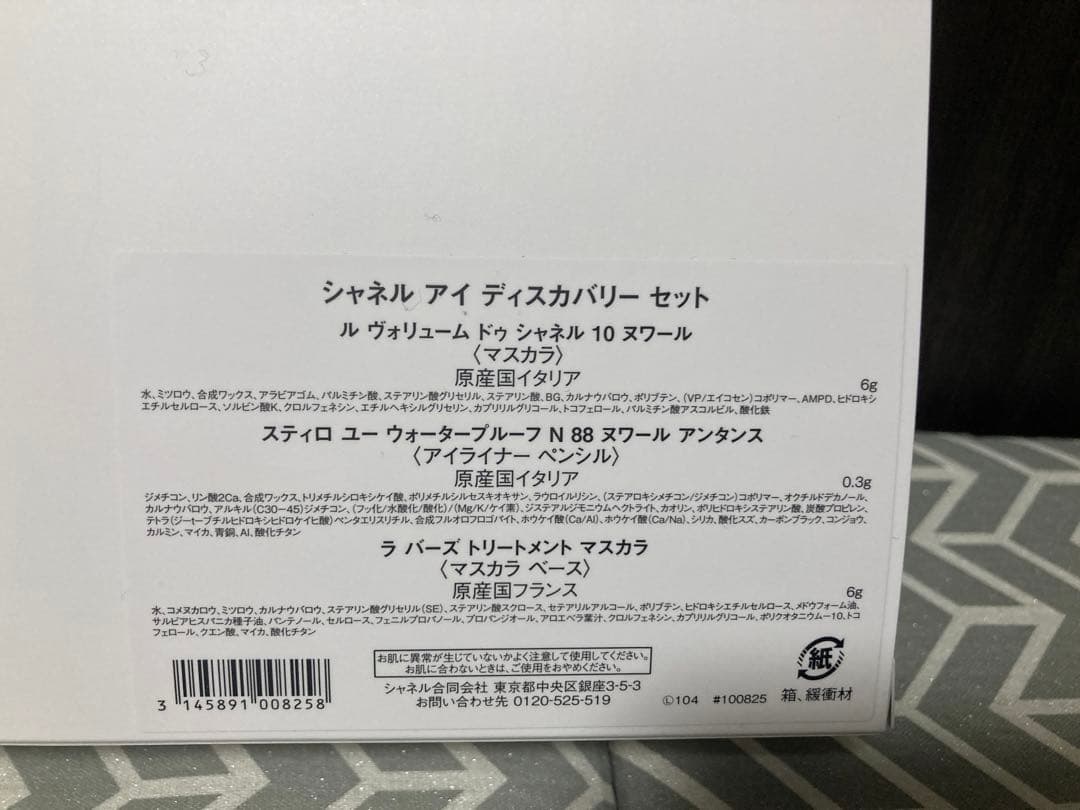 シャネル アイ ディスカバリー セット
ル ヴォリューム ドゥ シャネル 10 ヌワール
〈マスカラ〉
原産国イタリア
6g
水、ミツロウ、合成ワックス、アラビアゴム、パルミチン酸、ステアリン酸グリセリル、ステアリン酸、BG、カルナウバロウ、ポリブテン、(VP/エイコセン)コポリマー、AMPD、ヒドロキシ
エチルセルロース、ソルビン酸K、クロルフェネシン、エチルヘキシルグリセリン、カプリリルグリコール、トコフェロール、パルミチン酸アスコルビル、酸化鉄
スティロ ユー ウォータープルーフ N 88 ヌワール アンタンス
〈アイライナー ペンシル〉
原産国イタリア
0.3g
ジメチコン、リン酸2Ca、合成ワックス、トリメチルシロキシケイ酸、ポリメチルシルセスキオキサン、ラウロイルリシン、(ステアロキシメチコン/ジメチコン)コポリマー、オクチルドデカノール、
カルナウバロウ、アルキル(C30-45)ジメチコン、(フッ化/水酸化/酸化)/(Mg/K/ケイ素)、ジステアルジモニウムヘクトライト、カオリン、ポリヒドロキシステアリン酸、炭酸プロピレン、
テトラ(ジ-t-ブチルヒドロキシヒドロケイヒ酸)ペンタエリスリチル、合成フルオロフロゴパイト、ホウケイ酸(Ca/Al)、ホウケイ酸(Ca/Na)、シリカ、酸化スズ、カーボンブラック、コンジョウ、
カルミン、マイカ、青銅、Al、酸化チタン
ラ バーズ トリートメント マスカラ
〈マスカラ ベース〉
原産国フランス
6g
水、コメヌカロウ、ミツロウ、カルナウバロウ、ステアリン酸グリセリル(SE)、ステアリン酸スクロース、セテアリルアルコール、ポリブテン、ヒドロキシエチルセルロース、メドウフォーム油、
サルビアヒスパニカ種子油、パンテノール、セルロース、フェニルプロパノール、プロパンジオール、アロエベラ葉汁、クロルフェネシン、カプリリルグリコール、ポリクオタニウム-10、トコ
フェロール、クエン酸、マイカ、酸化チタン
お肌に異常が生じていないかよく注意して使用してください。
お肌に合わないときは、ご使用をおやめください。
シャネル合同会社 東京都中央区銀座3-5-3
お問い合わせ先 0120-525-519
Ⓛ104 #100825
紙
箱、緩衝材
3 145891 008258